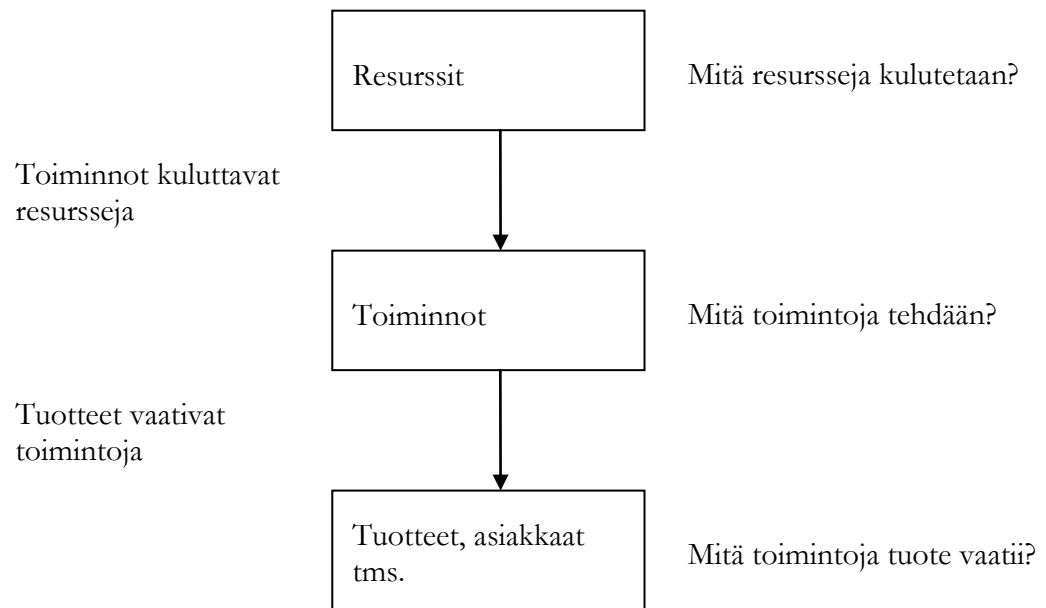 Resurssit
Mitä resursseja kulutetaan?
Toiminnot kuluttavat
resursseja
Toiminnot
Mitä toimintoja tehdään?
Tuotteet vaativat
toimintoja
Tuotteet, asiakkaat
tms.
Mitä toimintoja tuote vaatii?